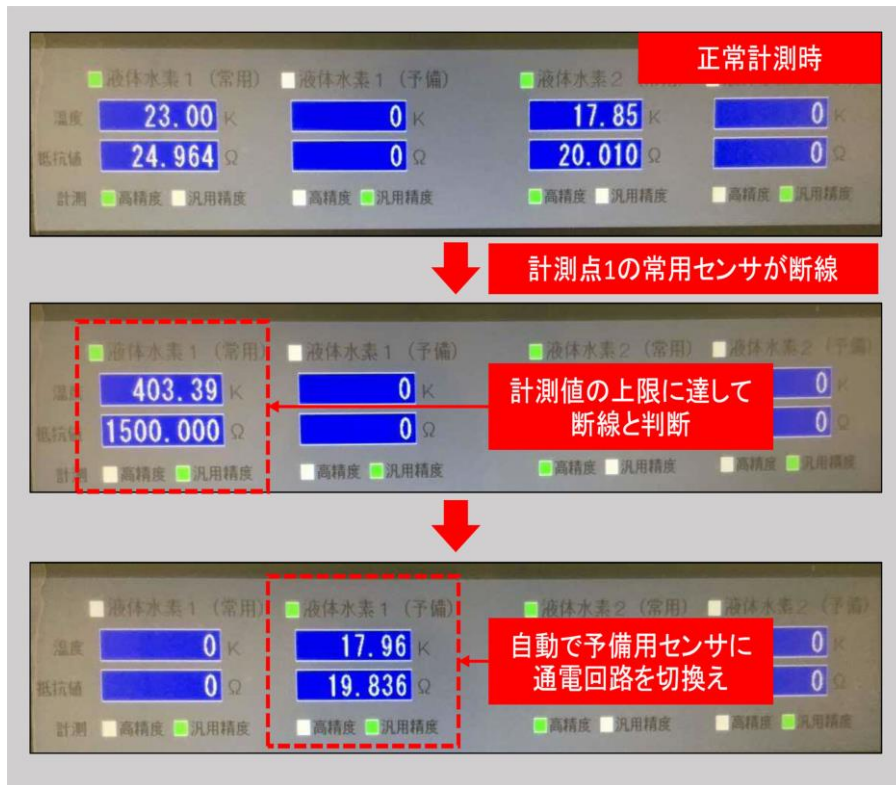 正常計測時
液体水素1 (常用) 液体水素1 (予備) 液体水素2
温度 23.00 K 0 K 17.85 K 0 K
抵抗値 24.964 Ω 0 Ω 20.010 Ω 0 Ω
計測 高精度 汎用精度 高精度 汎用精度 高精度 汎用精度 高精度 汎用精度
計測点1の常用センサが断線
液体水素1 (常用) 液体水素1 (予備) 液体水素2 (常用) 液体水素2 (予備)
温度 403.39 K 0 K 0 K
抵抗値 1500.000 Ω 0 Ω 0 Ω
計測 高精度 汎用精度 高精度 汎用精度 高精度 汎用精度 高精度 汎用精度
計測値の上限に達して
断線と判断
液体水素1 (常用) 液体水素1 (予備) 液体水素2 (常用) 液体水素2 (予備)
温度 0 K 17.96 K 0 K
抵抗値 0 Ω 19.836 Ω 0 Ω
計測 高精度 汎用精度 高精度 汎用精度 高精度 汎用精度 高精度 汎用精度
自動で予備用センサに
通電回路を切換え